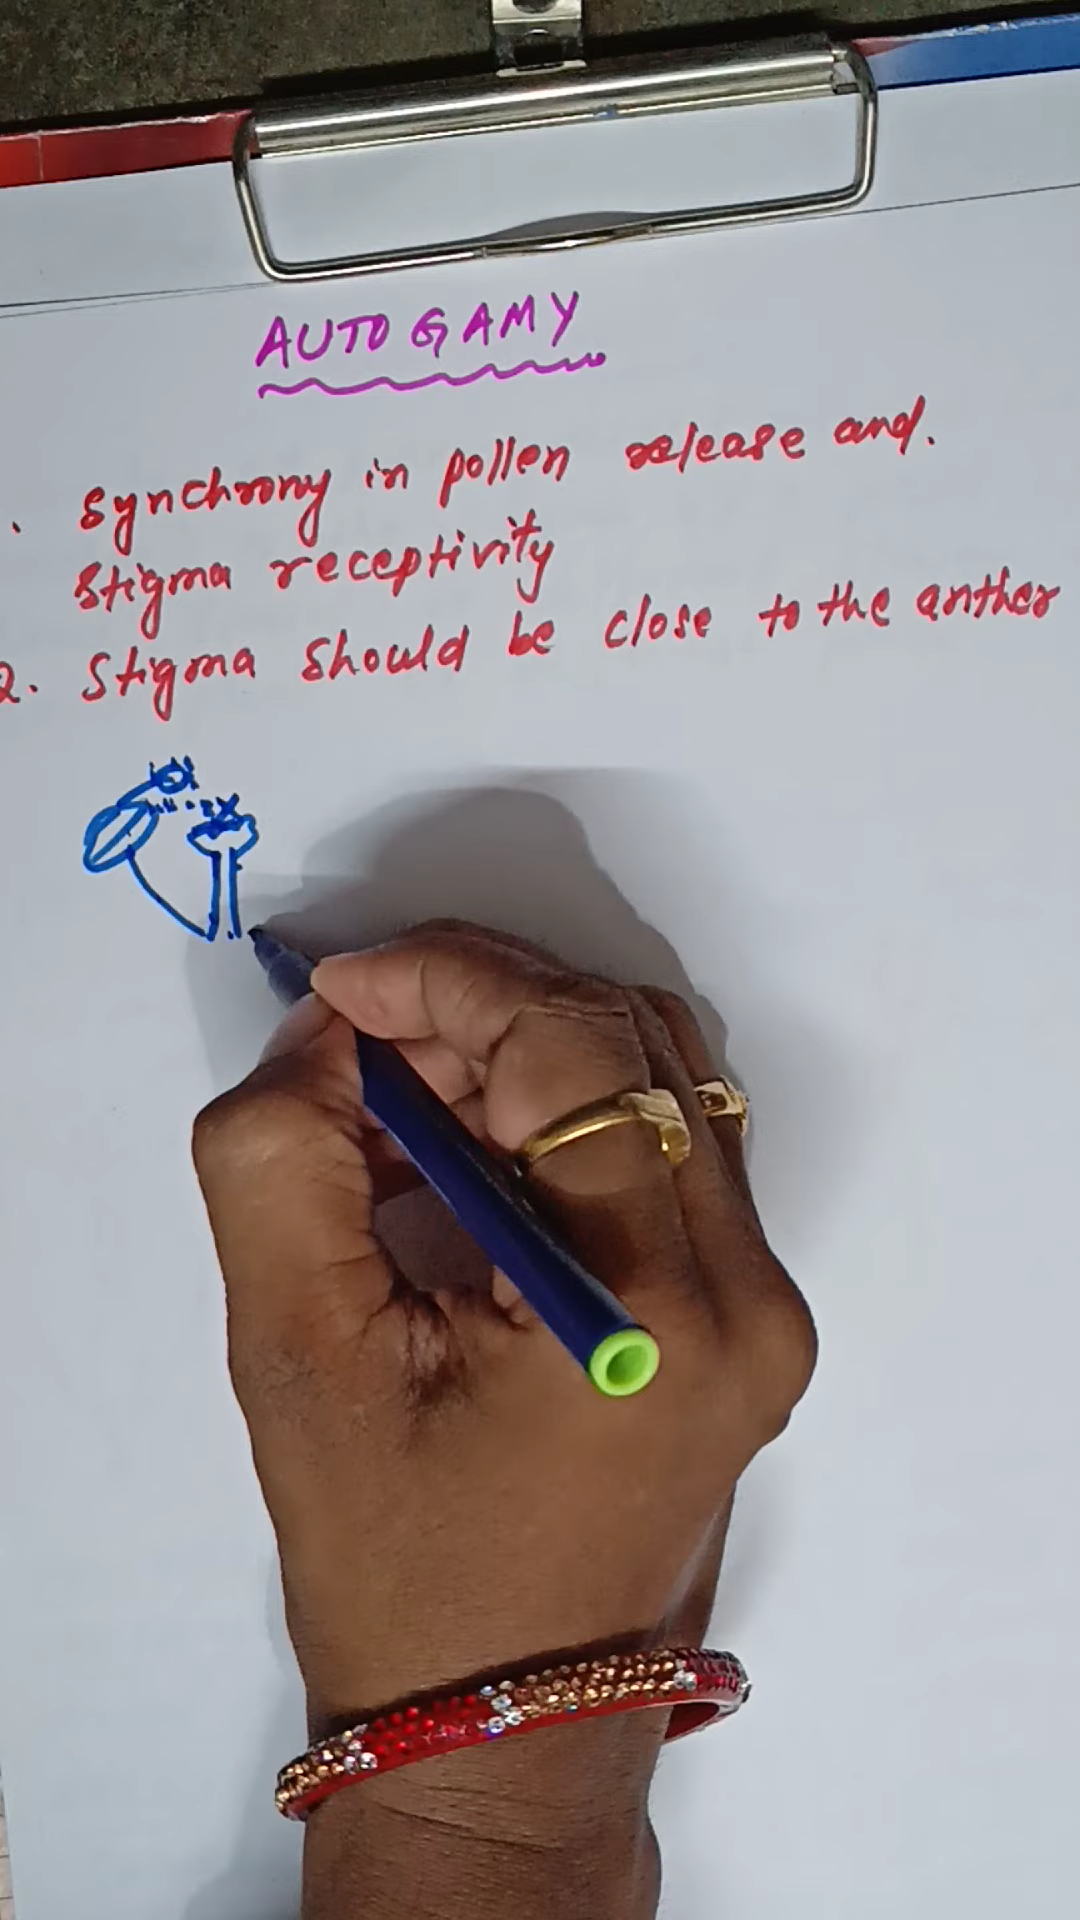 AUTOGAMY
. Synchrony in pollen release and.
Stigma receptivity
2. Stigma should be close to the anther